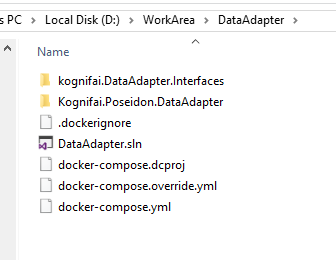 s PC > Local Disk (D:) > WorkArea > DataAdapter >
Name
kognifai.DataAdapter.Interfaces
Kognifai.Poseidon.DataAdapter
.dockerignore
DataAdapter.sln
docker-compose.dcproj
docker-compose.override.yml
docker-compose.yml